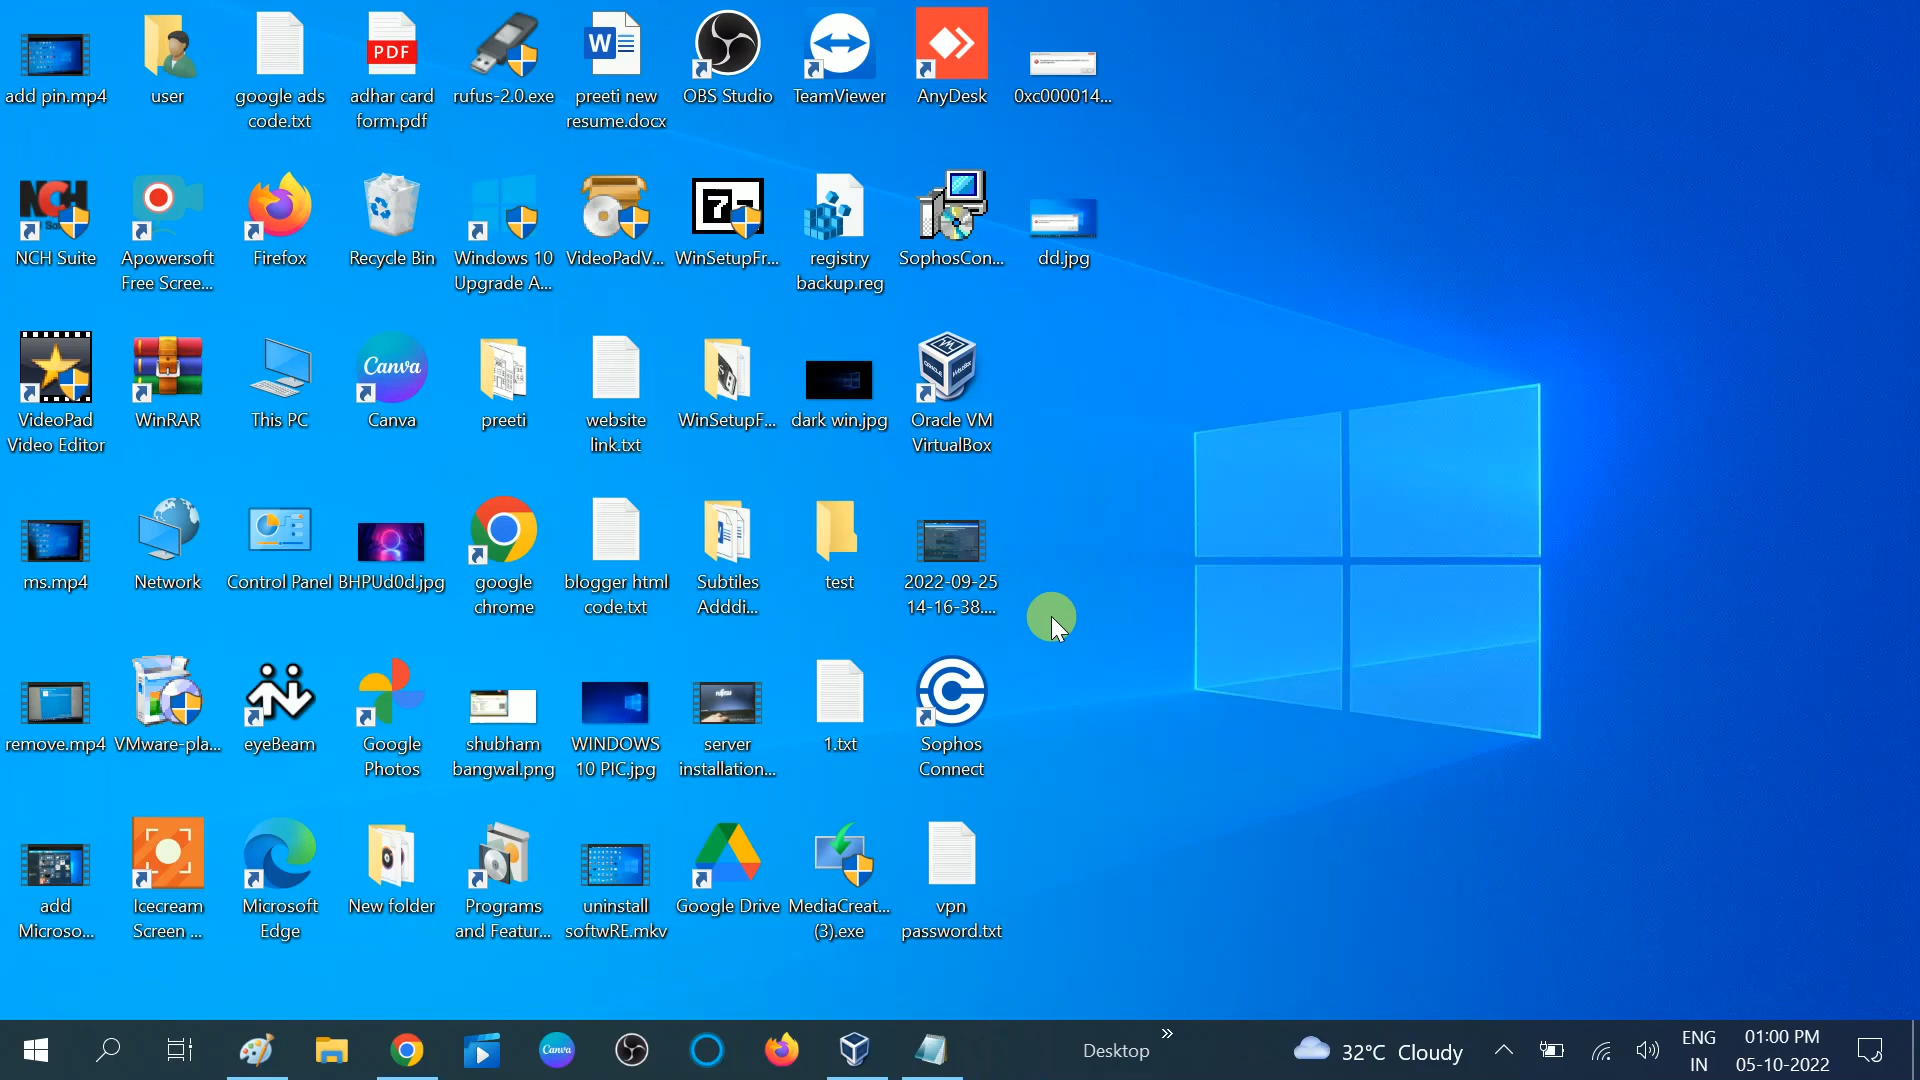 add pin.mp4
user
google ads
code.txt
PDF
adhar card
form.pdf
rufus-2.0.exe
W
preeti new
resume.docx
OBS Studio
TeamViewer
AnyDesk
0xc000014...
NCH
NCH Suite
Apowersoft
Free Scree...
Firefox
Recycle Bin
Windows 10
Upgrade A...
VideoPadV...
7
WinSetupFr...
registry
backup.reg
SophosCon...
dd.jpg
VideoPad
Video Editor
WinRAR
This PC
Canva
Canva
preeti
website
link.txt
WinSetupF...
dark win.jpg
Oracle VM
VirtualBox
ms.mp4
Network
Control Panel
BHPUd0d.jpg
google
chrome
blogger html
code.txt
Subtiles
Adddi...
test
2022-09-25
14-16-38....
remove.mp4
VMware-pla...
eyeBeam
Google
Photos
shubham
bangwal.png
WINDOWS
10 PIC.jpg
server
installation...
1.txt
Sophos
Connect
add
Microso...
Icecream
Screen ...
Microsoft
Edge
New folder
Programs
and Featur...
uninstall
softwRE.mkv
Google Drive
MediaCreat...
(3).exe
vpn
password.txt
Canva
Desktop
32°C Cloudy
ENG
IN
01:00 PM
05-10-2022